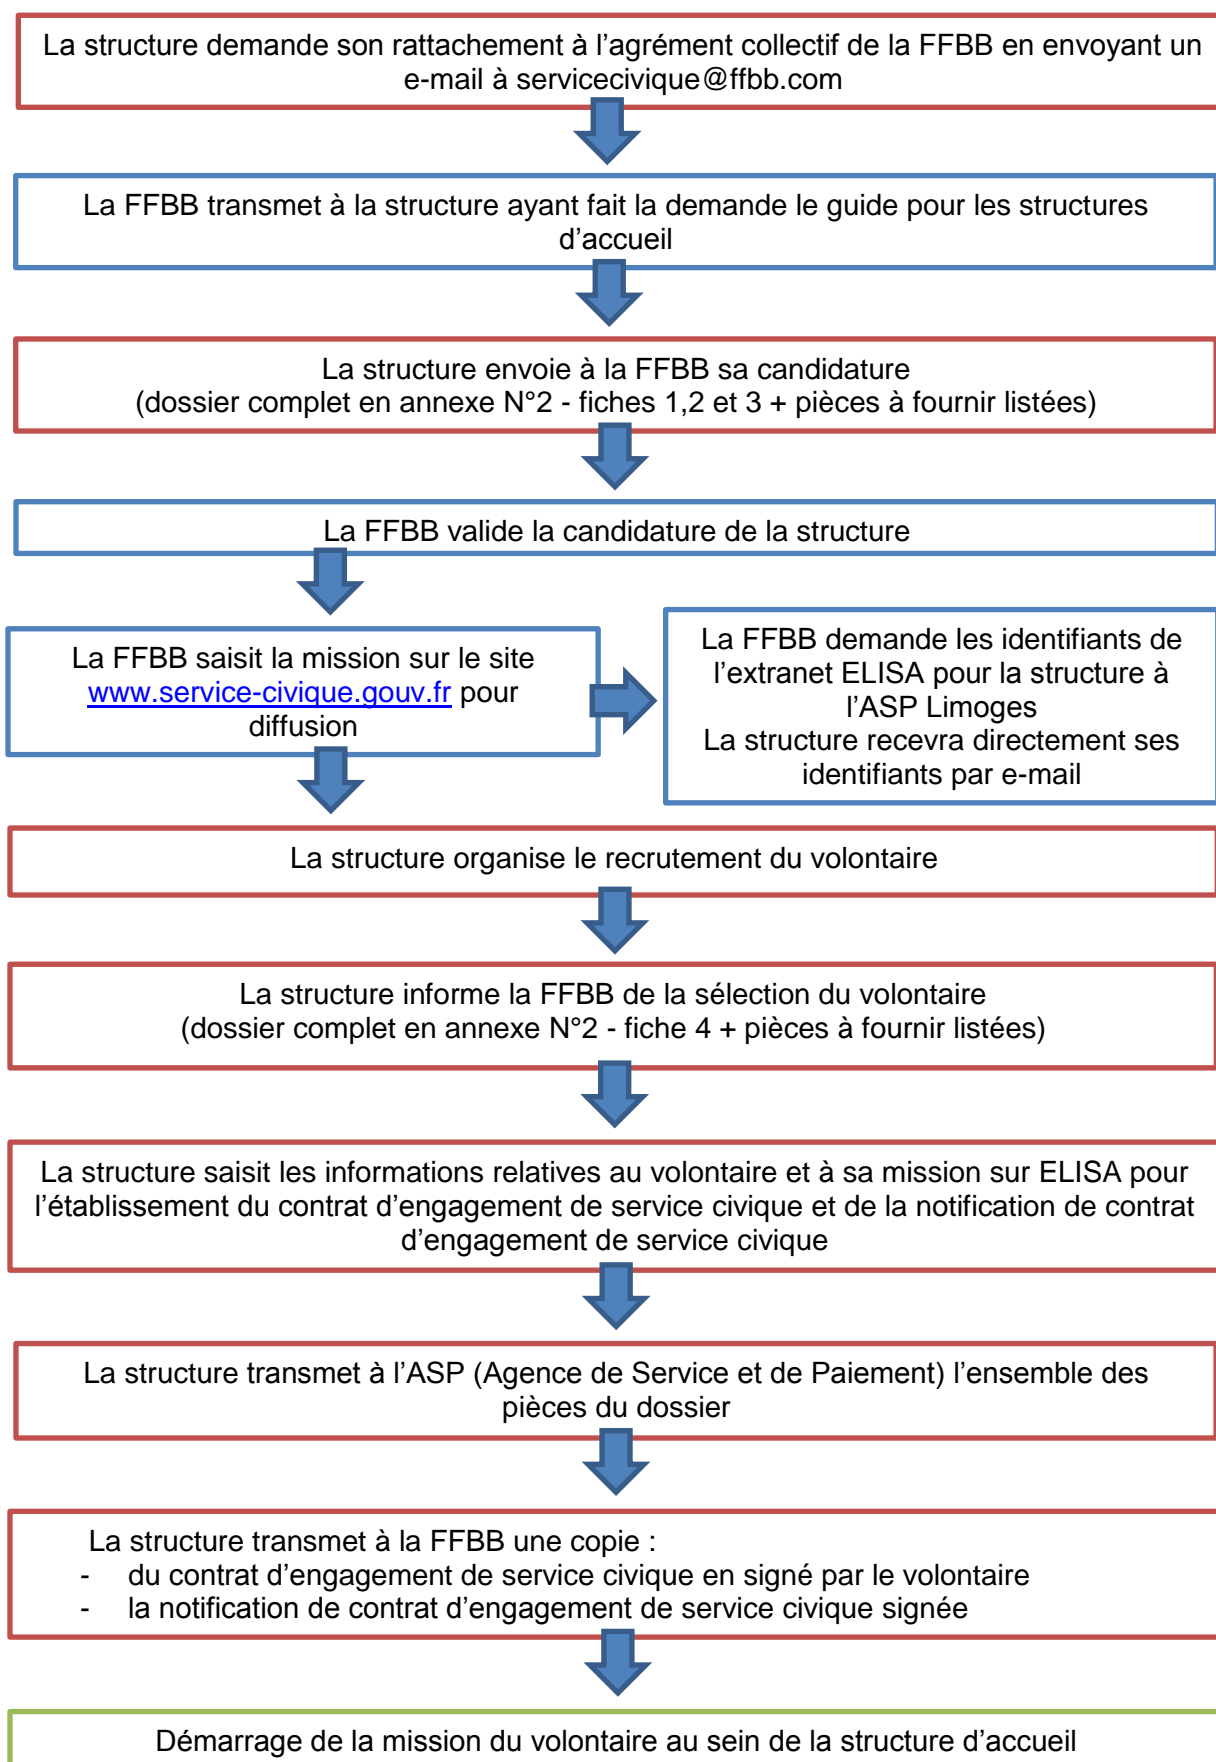 La structure demande son rattachement à l’agrément collectif de la FFBB en envoyant un
e-mail à servicecivique@ffbb.com
La FFBB transmet à la structure ayant fait la demande le guide pour les structures
d’accueil
La structure envoie à la FFBB sa candidature
(dossier complet en annexe N°2 - fiches 1,2 et 3 + pièces à fournir listées)
La FFBB valide la candidature de la structure
La FFBB saisit la mission sur le site
www.service-civique.gouv.fr pour
diffusion
La FFBB demande les identifiants de
l’extranet ELISA pour la structure à
l’ASP Limoges
La structure recevra directement ses
identifiants par e-mail
La structure organise le recrutement du volontaire
La structure informe la FFBB de la sélection du volontaire
(dossier complet en annexe N°2 - fiche 4 + pièces à fournir listées)
La structure saisit les informations relatives au volontaire et à sa mission sur ELISA pour
l’établissement du contrat d’engagement de service civique et de la notification de contrat
d’engagement de service civique
La structure transmet à l’ASP (Agence de Service et de Paiement) l’ensemble des
pièces du dossier
La structure transmet à la FFBB une copie :
- du contrat d’engagement de service civique en signé par le volontaire
- la notification de contrat d’engagement de service civique signée
Démarrage de la mission du volontaire au sein de la structure d’accueil